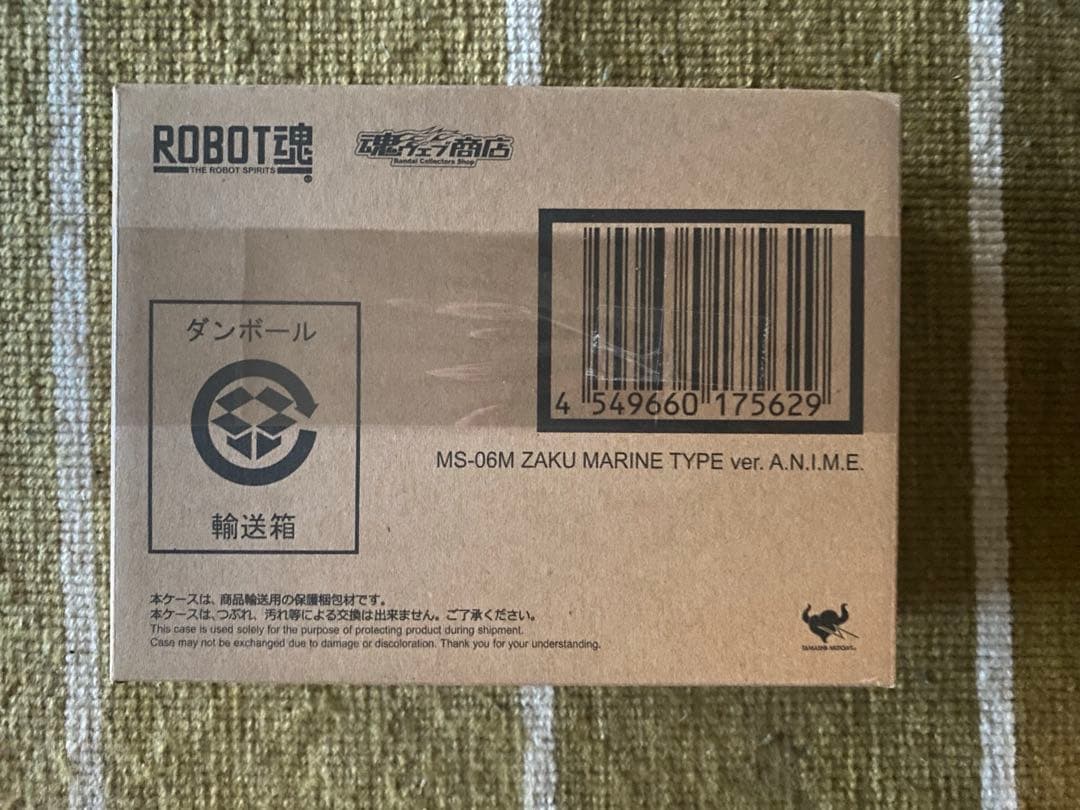 ROBOT魂
THE ROBOT SPIRITS
魂ウェブ商店
Bandai Collectors Shop
4 549660 175629
MS-06M ZAKU MARINE TYPE ver. A.N.I.M.E.
ダンボール
輸送箱
本ケースは、商品輸送用の保護梱包材です。
本ケースは、つぶれ、汚れ等による交換は出来ません。ご了承ください。
This case is used solely for the purpose of protecting product during shipment.
Case may not be exchanged due to damage or discoloration. Thank you for your understanding.
TAMASHII NATIONS